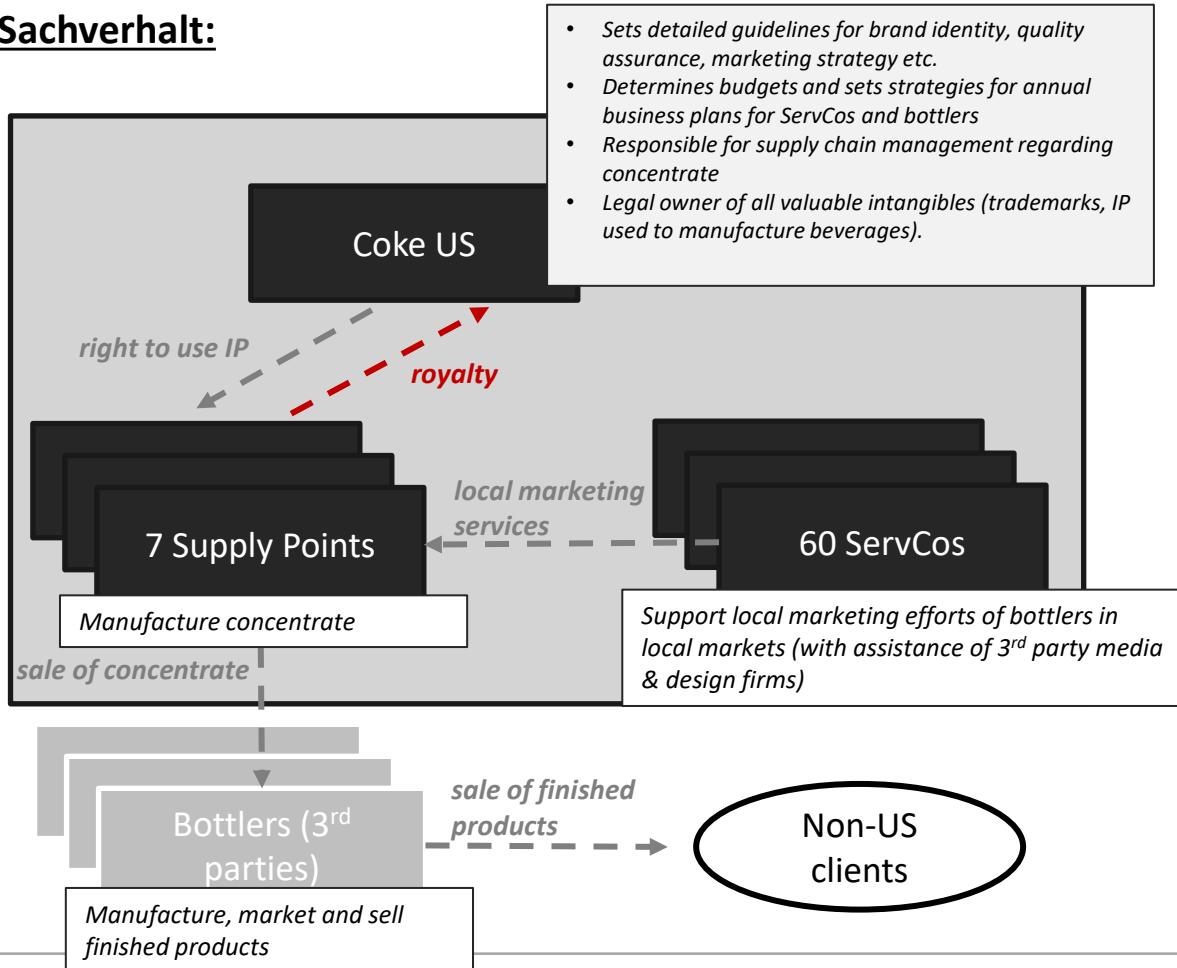 Sachverhalt:
• Sets detailed guidelines for brand identity, quality
assurance, marketing strategy etc.
• Determines budgets and sets strategies for annual
business plans for ServCos and bottlers
• Responsible for supply chain management regarding
concentrate
• Legal owner of all valuable intangibles (trademarks, IP
used to manufacture beverages).
Coke US
right to use IP
royalty
local marketing
services
7 Supply Points
60 ServCos
Manufacture concentrate
Support local marketing efforts of bottlers in
local markets (with assistance of 3rd party media
& design firms)
sale of concentrate
Bottlers (3rd
parties)
sale of finished
products
Non-US
clients
Manufacture, market and sell
finished products